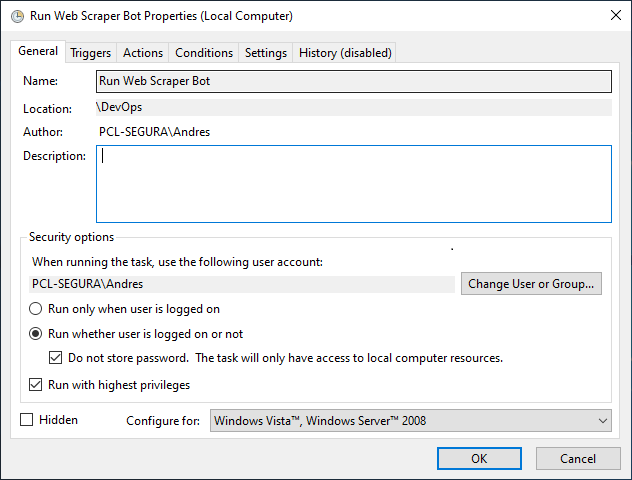 Run Web Scraper Bot Properties (Local Computer)
General Triggers Actions Conditions Settings History (disabled)
Name: Run Web Scraper Bot
Location: \DevOps
Author: PCL-SEGURA\Andres
Description:
Security options
When running the task, use the following user account:
PCL-SEGURA\Andres Change User or Group...
Run only when user is logged on
Run whether user is logged on or not
Do not store password. The task will only have access to local computer resources.
Run with highest privileges
Hidden Configure for: Windows Vista™, Windows Server™ 2008
OK Cancel